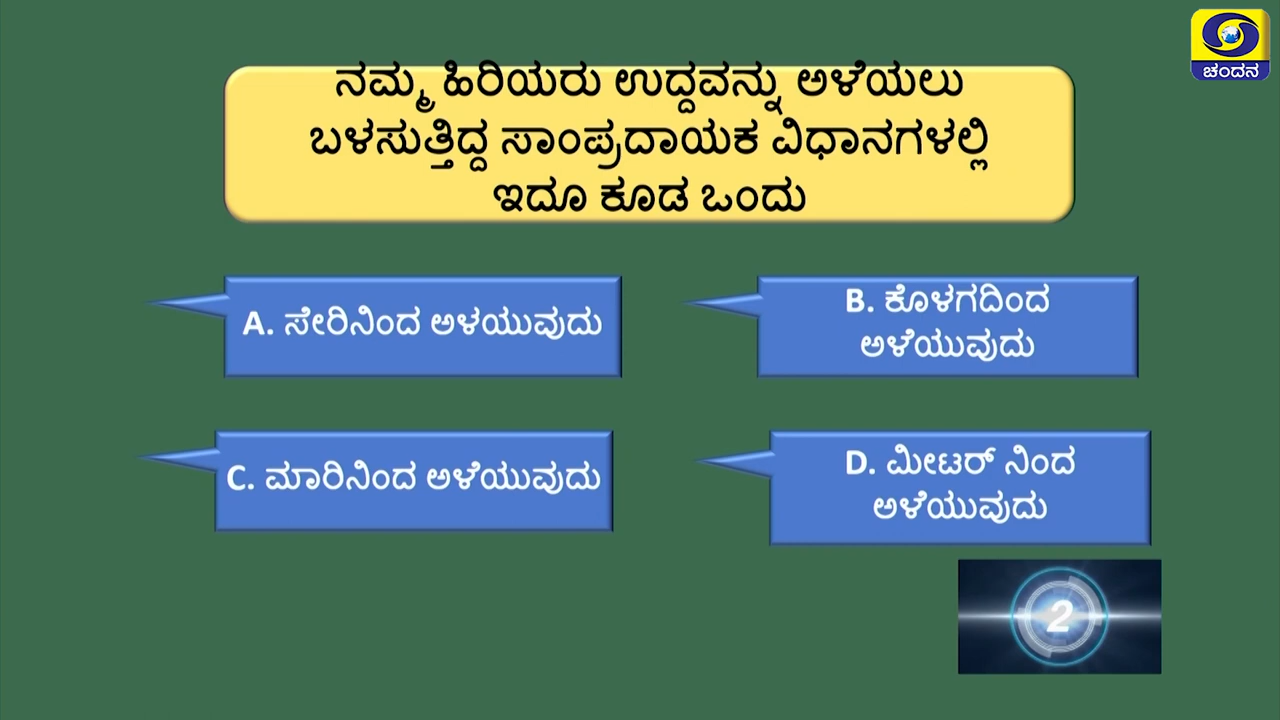 ಚಂದನ
ನಮ್ಮ ಹಿರಿಯರು ಉದ್ದವನ್ನು ಅಳೆಯಲು
ಬಳಸುತ್ತಿದ್ದ ಸಾಂಪ್ರದಾಯಕ ವಿಧಾನಗಳಲ್ಲಿ
ಇದೂ ಕೂಡ ಒಂದು
A. ಸೇರಿನಿಂದ ಅಳಯುವುದು
B. ಕೊಳಗದಿಂದ
ಅಳೆಯುವುದು
C. ಮಾರಿನಿಂದ ಅಳೆಯುವುದು
D. ಮೀಟರ್ ನಿಂದ
ಅಳೆಯುವುದು
2